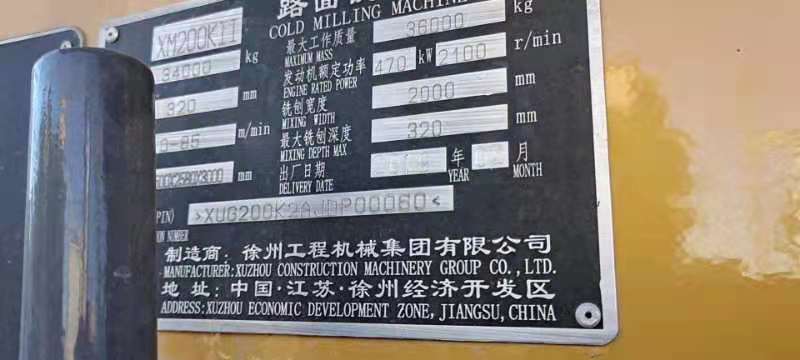 路面
COLD MILLING MACHINE
XM200KII
最大工作质量 36000 kg
MAXIMUM MASS
34000 kg
发动机额定功率 470 kW 2100 r/min
ENGINE RATED POWER
320 mm
铣刨宽度 2000 mm
MIXING WIDTH
0-85 m/min
最大铣刨深度 320 mm
MIXING DEPTH MAX
mm
出厂日期 年 02 月
DELIVERY DATE YEAR MONTH
PIN) >XUG200K2AJDP00060<
ION NUMBER
制造商:徐州工程机械集团有限公司
MANUFACTURER:XUZHOU CONSTRUCTION MACHINERY GROUP CO.,LTD.
地 址:中国·江苏·徐州经济开发区
ADDRESS:XUZHOU ECONOMIC DEVELOPMENT ZONE,JIANGSU,CHINA